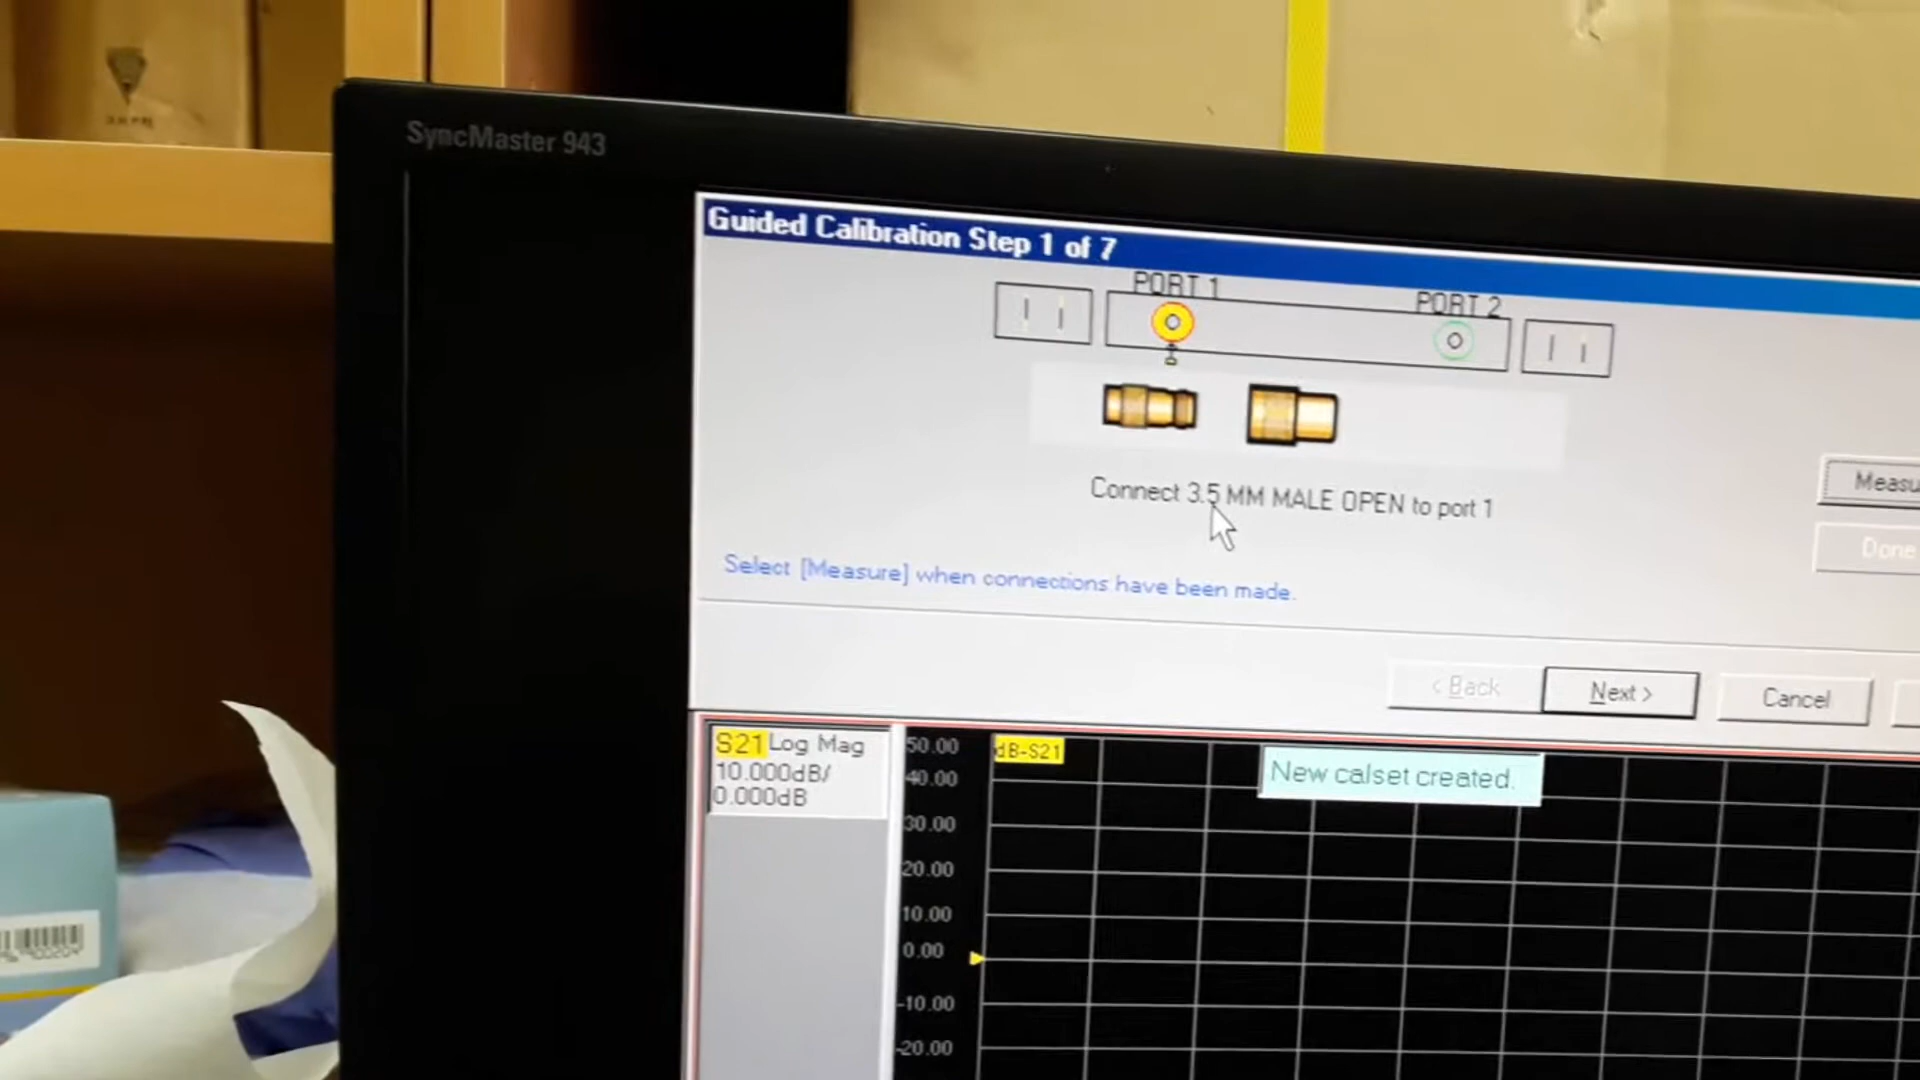 SyncMaster 943
Guided Calibration Step 1 of 7
PORT 1
PORT 2
Connect 3.5 MM MALE OPEN to port 1
Measu
Done
Select [Measure] when connections have been made.
< Back
Next >
Cancel
S21 Log Mag
10.000dB/
0.000dB
50.00
40.00
30.00
20.00
10.00
0.00
-10.00
-20.00
dB-S21
New calset created.